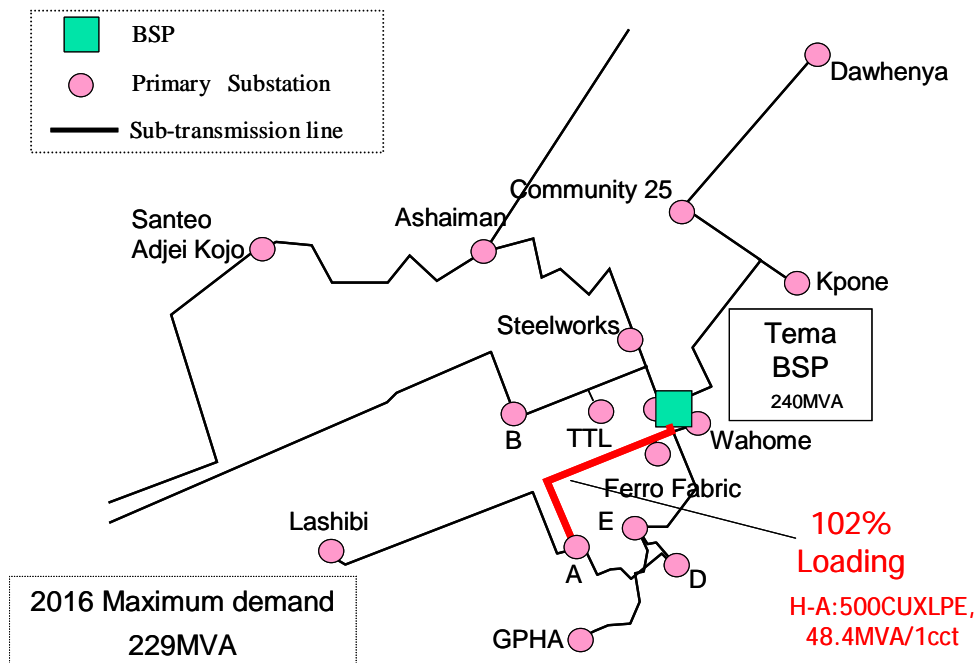 BSP
Primary Substation
Sub-transmission line
Dawhenya
Community 25
Santeo
Adjei Kojo
Ashaiman
Kpone
Steelworks
Tema
BSP
240MVA
B
TTL
Wahome
Ferro Fabric
Lashibi
E
A
D
102%
Loading
H-A:500CUXLPE,
48.4MVA/1cct
2016 Maximum demand
229MVA
GPHA